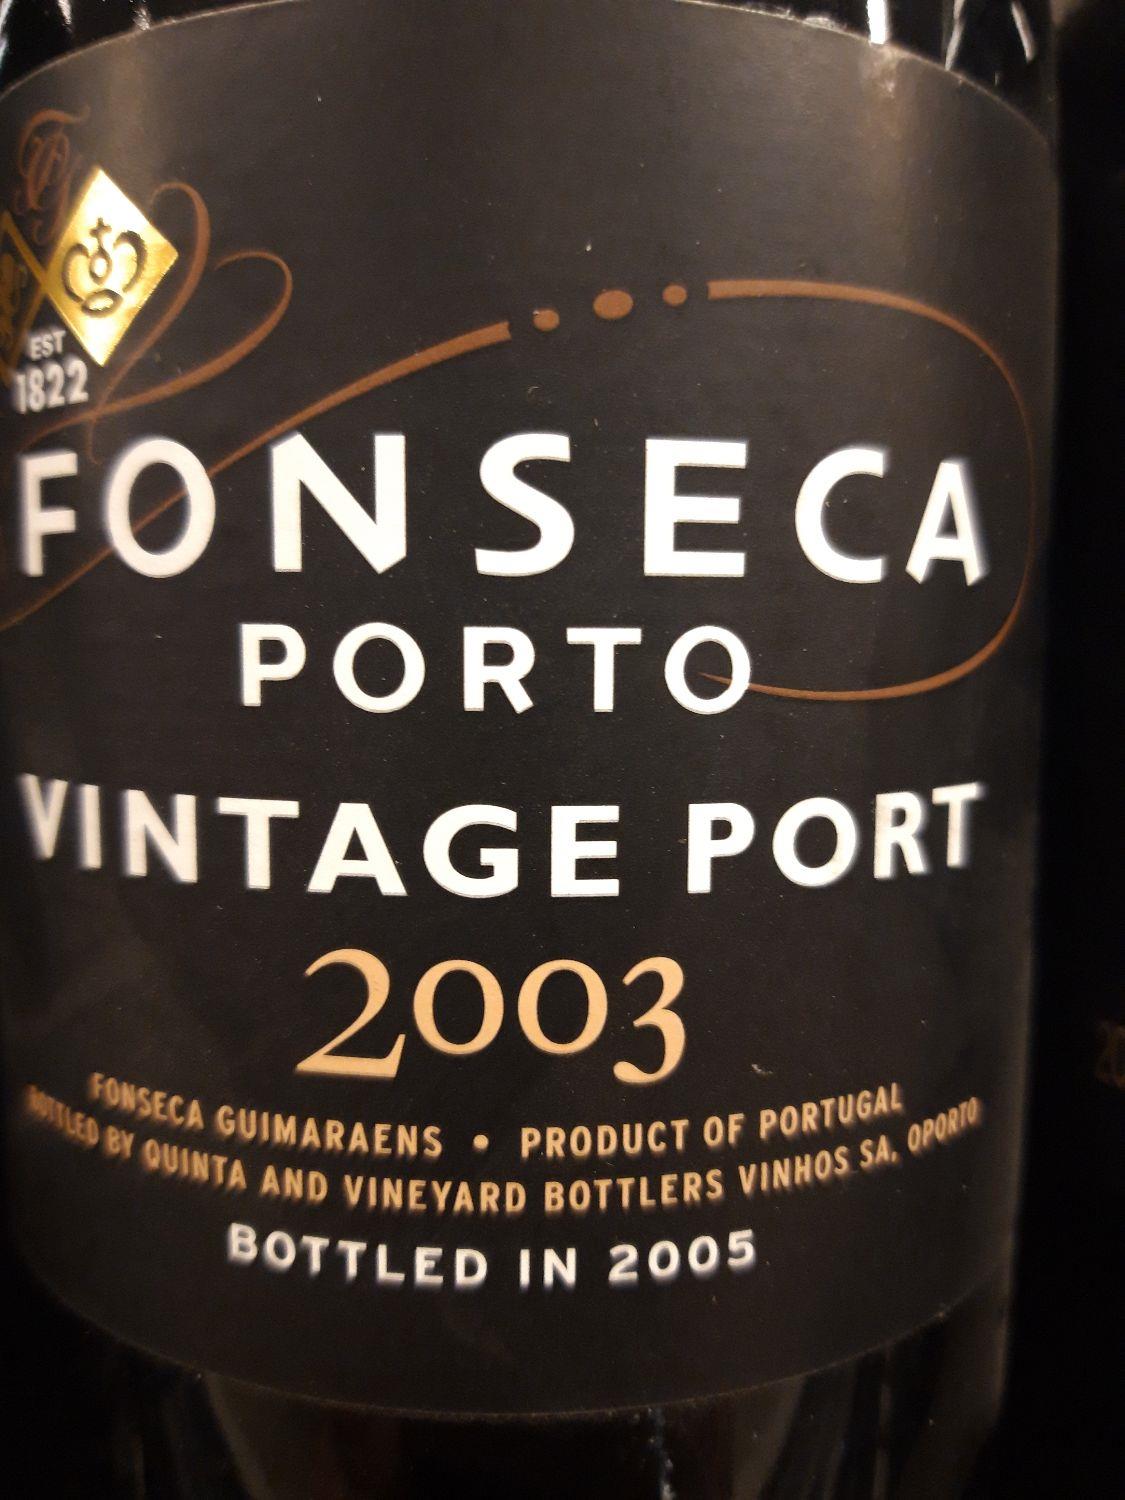 EST
1822
FONSECA
PORTO
VINTAGE PORT
2003
FONSECA GUIMARAENS • PRODUCT OF PORTUGAL
BOTTLED BY QUINTA AND VINEYARD BOTTLERS VINHOS SA, OPORTO
BOTTLED IN 2005